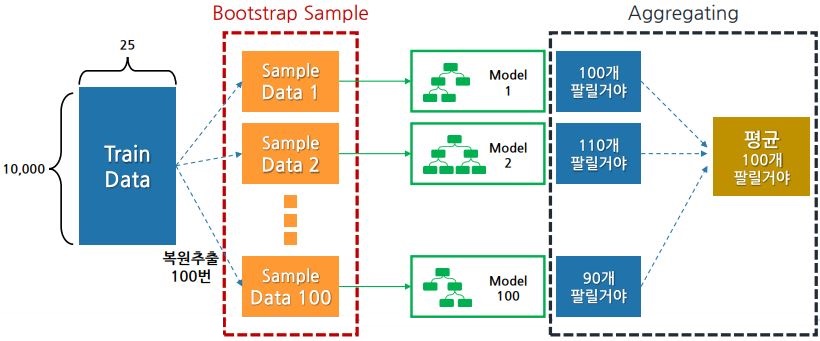 Bootstrap Sample
Aggregating
25
10,000
Train
Data
복원추출
100번
Sample
Data 1
Sample
Data 2
Sample
Data 100
Model
1
Model
2
Model
100
100개
팔릴거야
110개
팔릴거야
90개
팔릴거야
평균
100개
팔릴거야